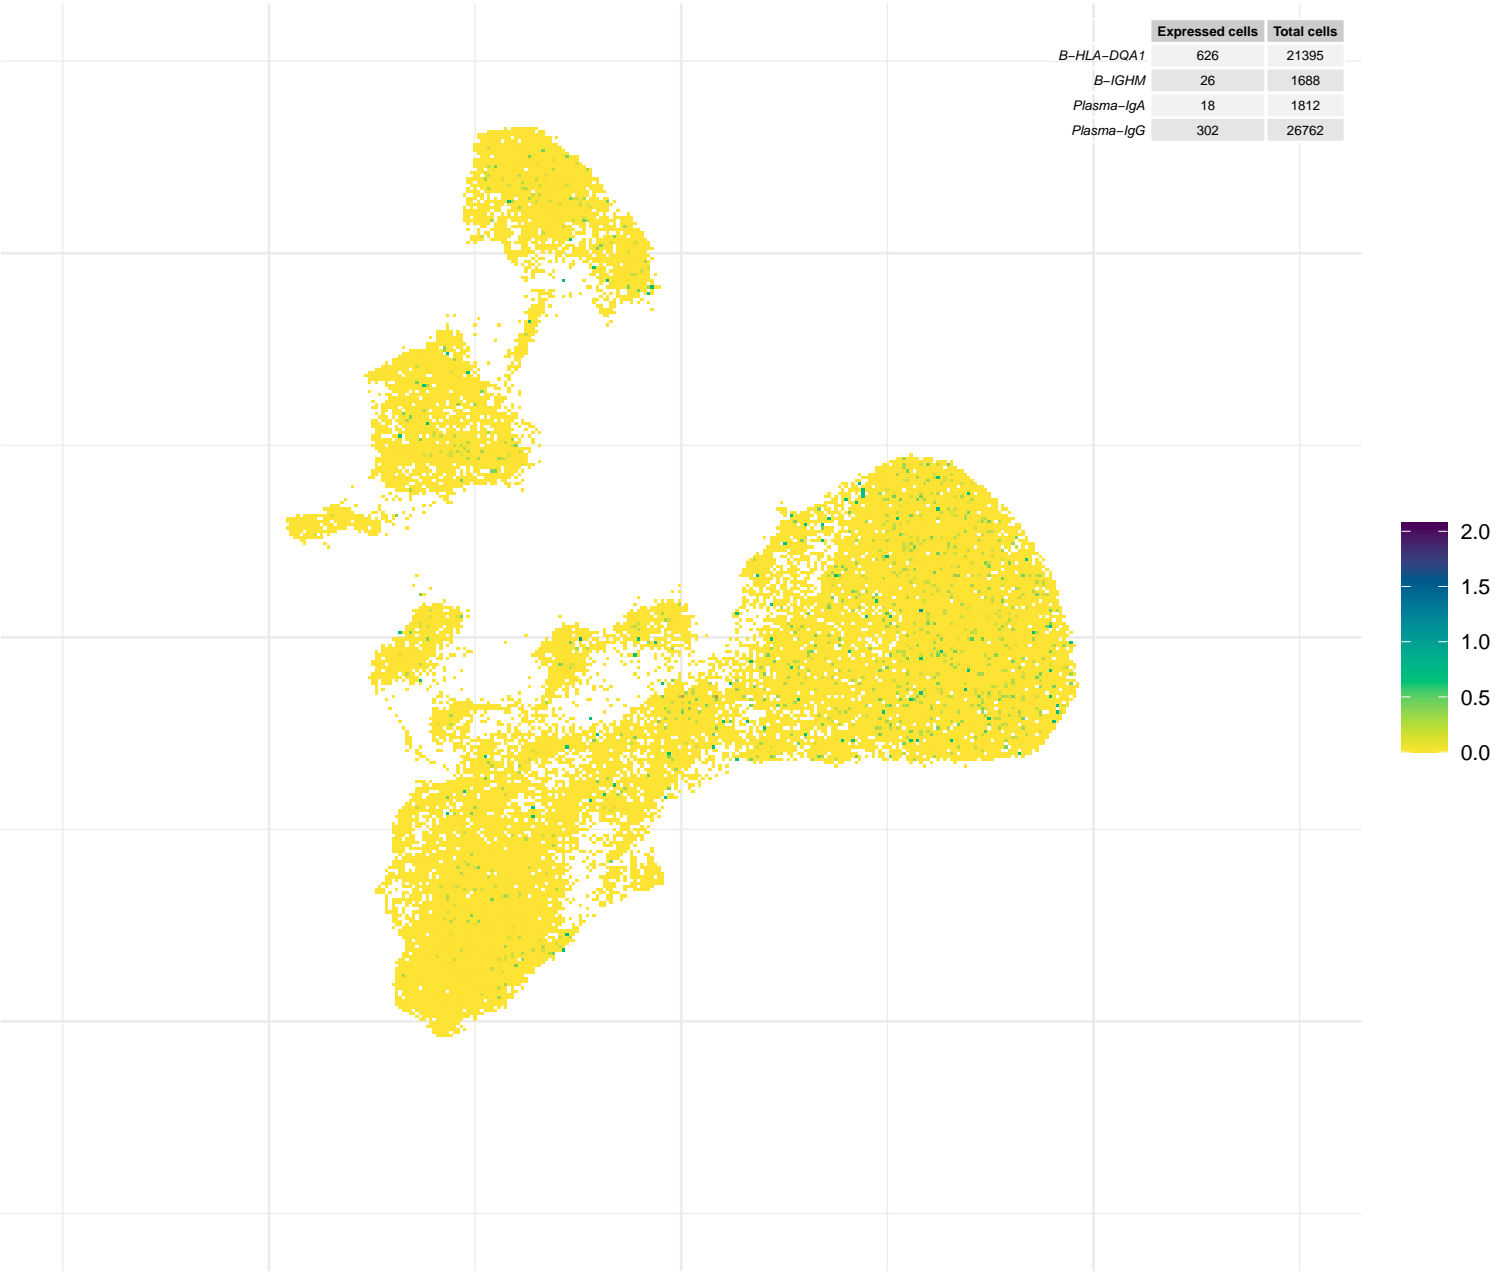 Expressed cells Total cells
B−HLA−DQA1 626 21395
B−IGHM 26 1688
Plasma−IgA 18 1812
Plasma−IgG 302 26762
2.0
1.5
1.0
0.5
0.0